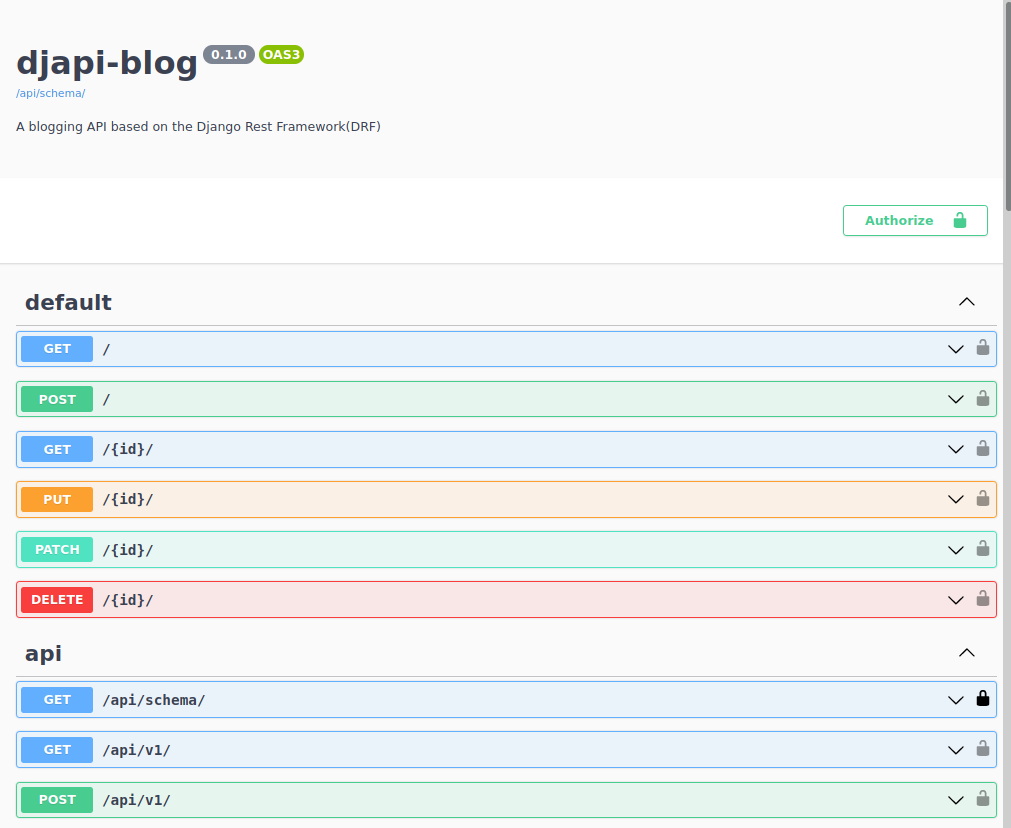 djapi-blog 0.1.0 OAS3
/api/schema/
A blogging API based on the Django Rest Framework(DRF)
Authorize
default
GET /
POST /
GET /{id}/
PUT /{id}/
PATCH /{id}/
DELETE /{id}/
api
GET /api/schema/
GET /api/v1/
POST /api/v1/